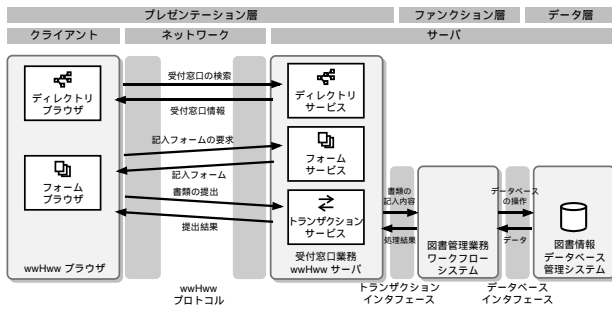 プレゼンテーション層
ファンクション層
データ層
クライアント
ネットワーク
サーバ
ディレクトリ
ブラウザ
フォーム
ブラウザ
wwHww ブラウザ
受付窓口の検索
受付窓口情報
記入フォームの要求
記入フォーム
書類の提出
提出結果
wwHww
プロトコル
ディレクトリ
サービス
フォーム
サービス
トランザクション
サービス
受付窓口業務
wwHww サーバ
書類の
記入内容
処理結果
トランザクション
インタフェース
図書管理業務
ワークフロー
システム
データベース
の操作
データ
データベース
インタフェース
図書情報
データベース
管理システム